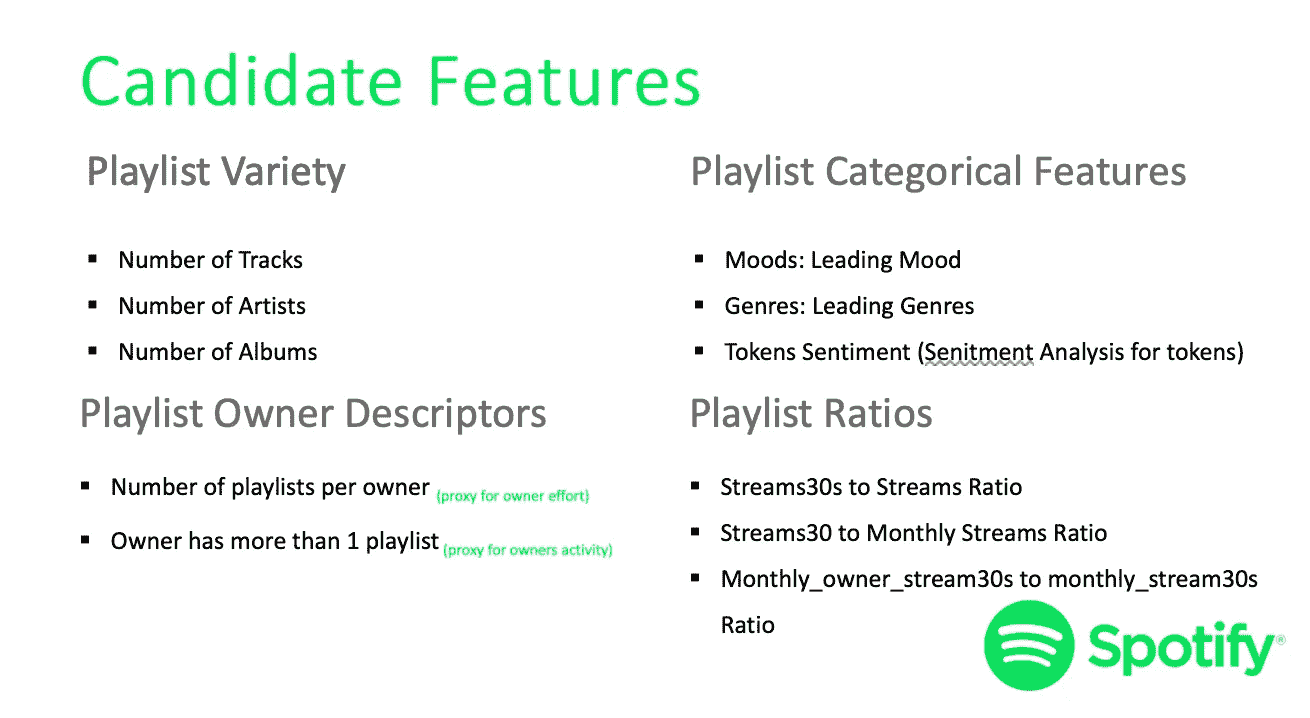 Candidate Features
Playlist Variety
▪ Number of Tracks
▪ Number of Artists
▪ Number of Albums
Playlist Categorical Features
▪ Moods: Leading Mood
▪ Genres: Leading Genres
▪ Tokens Sentiment (Senitment Analysis for tokens)
Playlist Owner Descriptors
▪ Number of playlists per owner (proxy for owner effort)
▪ Owner has more than 1 playlist (proxy for owners activity)
Playlist Ratios
▪ Streams30s to Streams Ratio
▪ Streams30 to Monthly Streams Ratio
▪ Monthly_owner_stream30s to monthly_stream30s
Ratio
Spotify®